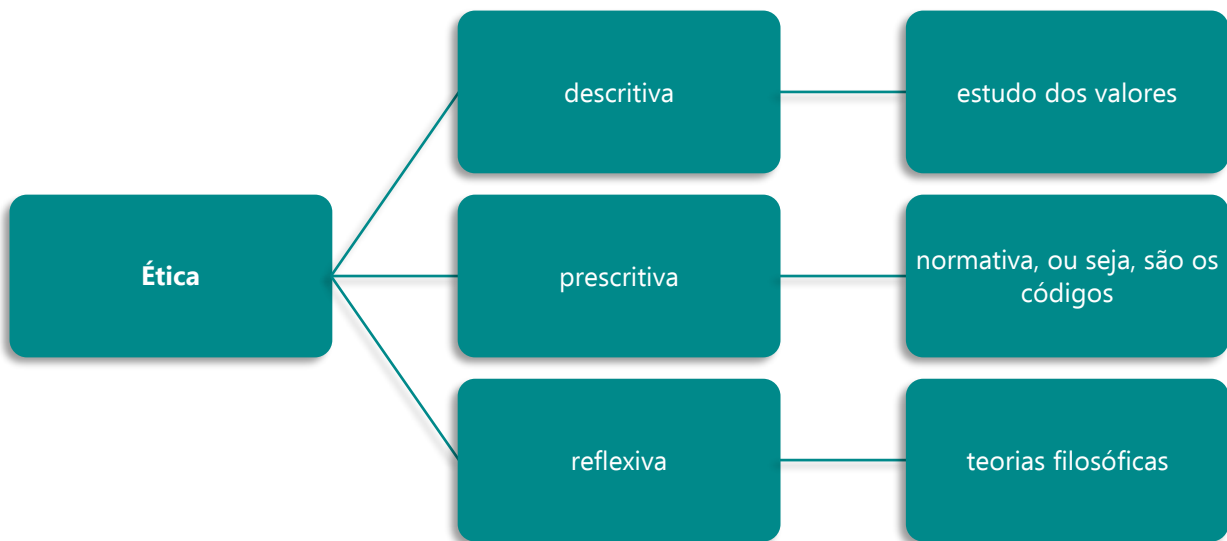 descritiva
estudo dos valores
Ética
prescritiva
normativa, ou seja, são os
códigos
reflexiva
teorias filosóficas